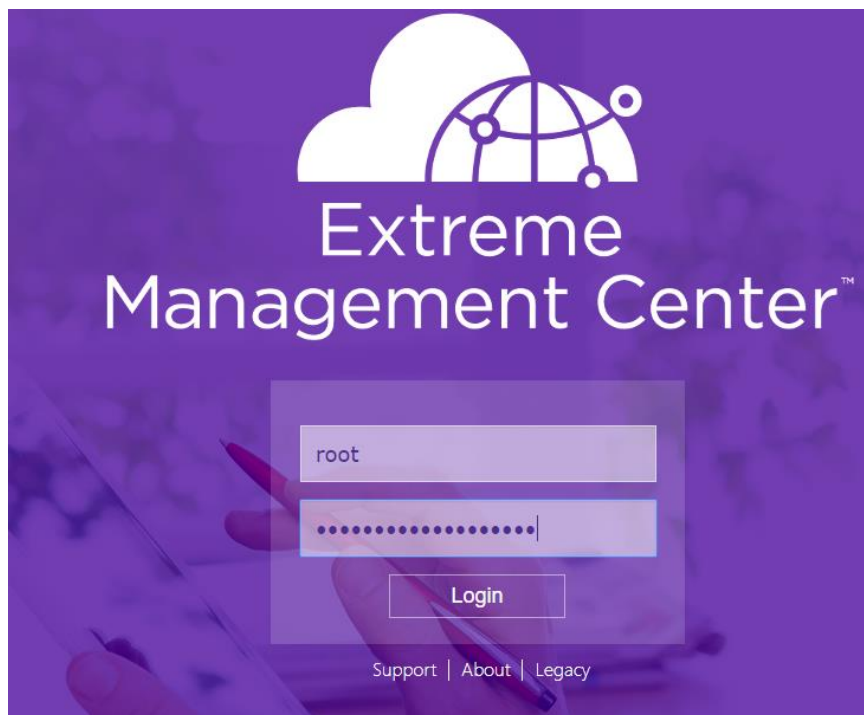 Extreme
Management Center™
root
•••••••••••••••••••
Login
Support | About | Legacy